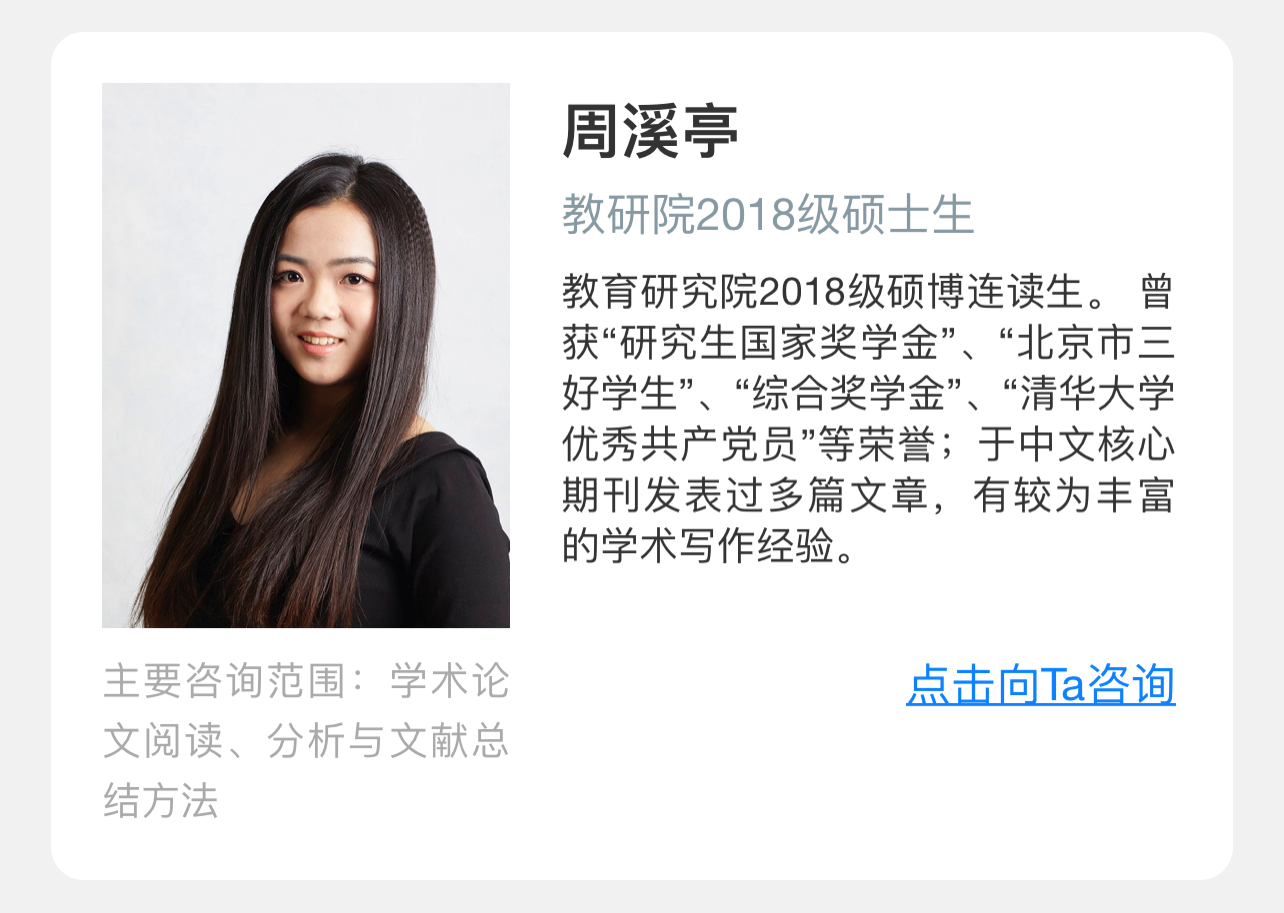 周溪亭
教研院2018级硕士生
教育研究院2018级硕博连读生。 曾
获“研究生国家奖学金”、“北京市三
好学生”、“综合奖学金”、“清华大学
优秀共产党员”等荣誉；于中文核心
期刊发表过多篇文章，有较为丰富
的学术写作经验。
主要咨询范围：学术论
文阅读、分析与文献总
结方法
点击向Ta咨询